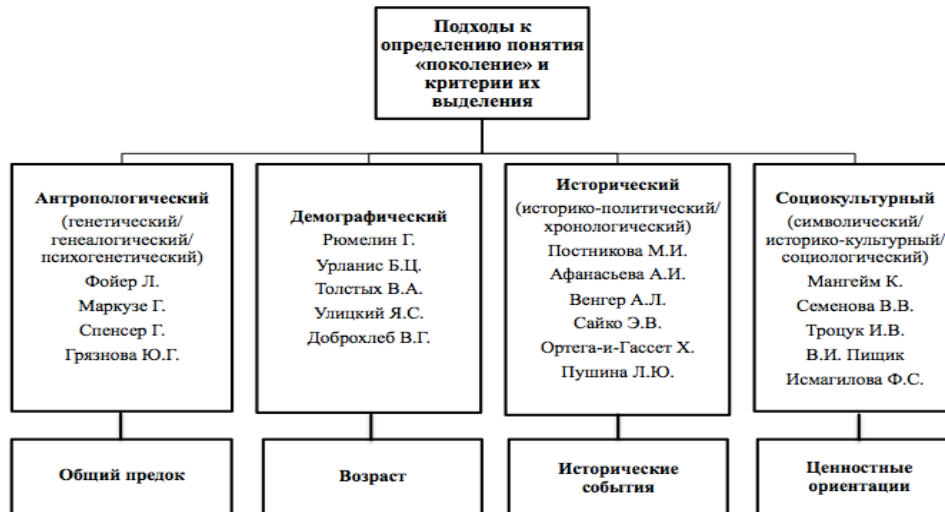 Подходы к
определению понятия
«поколение» и
критерии их
выделения
Антропологический
(генетический/
генеалогический/
психогенетический)
Фойер Л.
Маркузе Г.
Спенсер Г.
Грязнова Ю.Г.
Демографический
Рюмелин Г.
Урланис Б.Ц.
Толстых В.А.
Улицкий Я.С.
Доброхлеб В.Г.
Исторический
(историко-политический/
хронологический)
Постникова М.И.
Афанасьева А.И.
Венгер А.Л.
Сайко Э.В.
Ортега-и-Гассет Х.
Пушина Л.Ю.
Социокультурный
(символический/
историко-культурный/
социологический)
Мангейм К.
Семенова В.В.
Троцук И.В.
В.И. Пищик
Исмагилова Ф.С.
Общий предок
Возраст
Исторические
события
Ценностные
ориентации